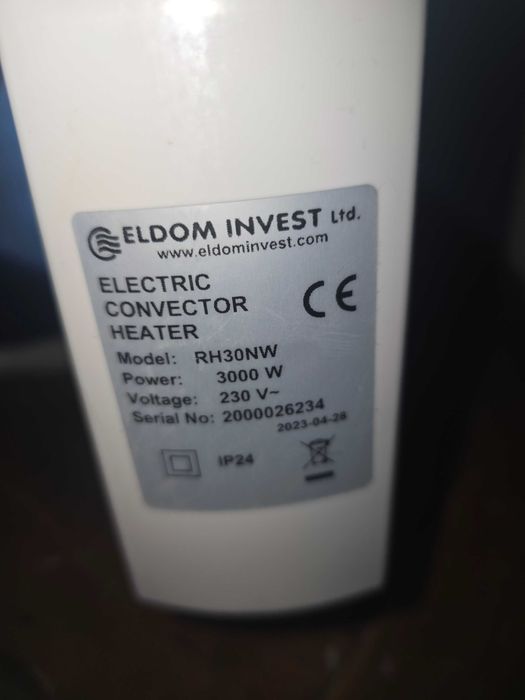 ELDOM INVEST Ltd.
www.eldominvest.com
ELECTRIC
CONVECTOR
HEATER
CE
Model: RH30NW
Power: 3000 W
Voltage: 230 V~
Serial No: 2000026234
2023-04-26
IP24